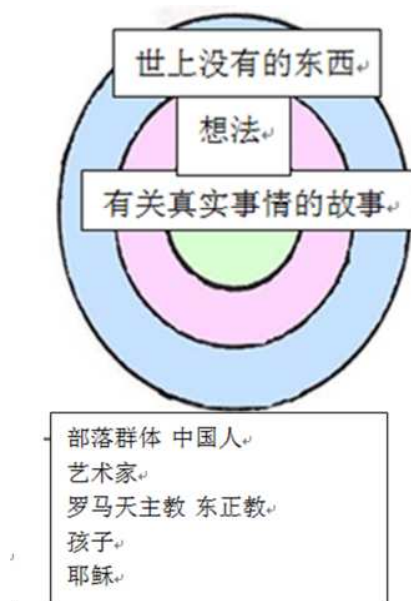 世上没有的东西
想法
有关真实事情的故事
部落群体 中国人
艺术家
罗马天主教 东正教
孩子
耶稣